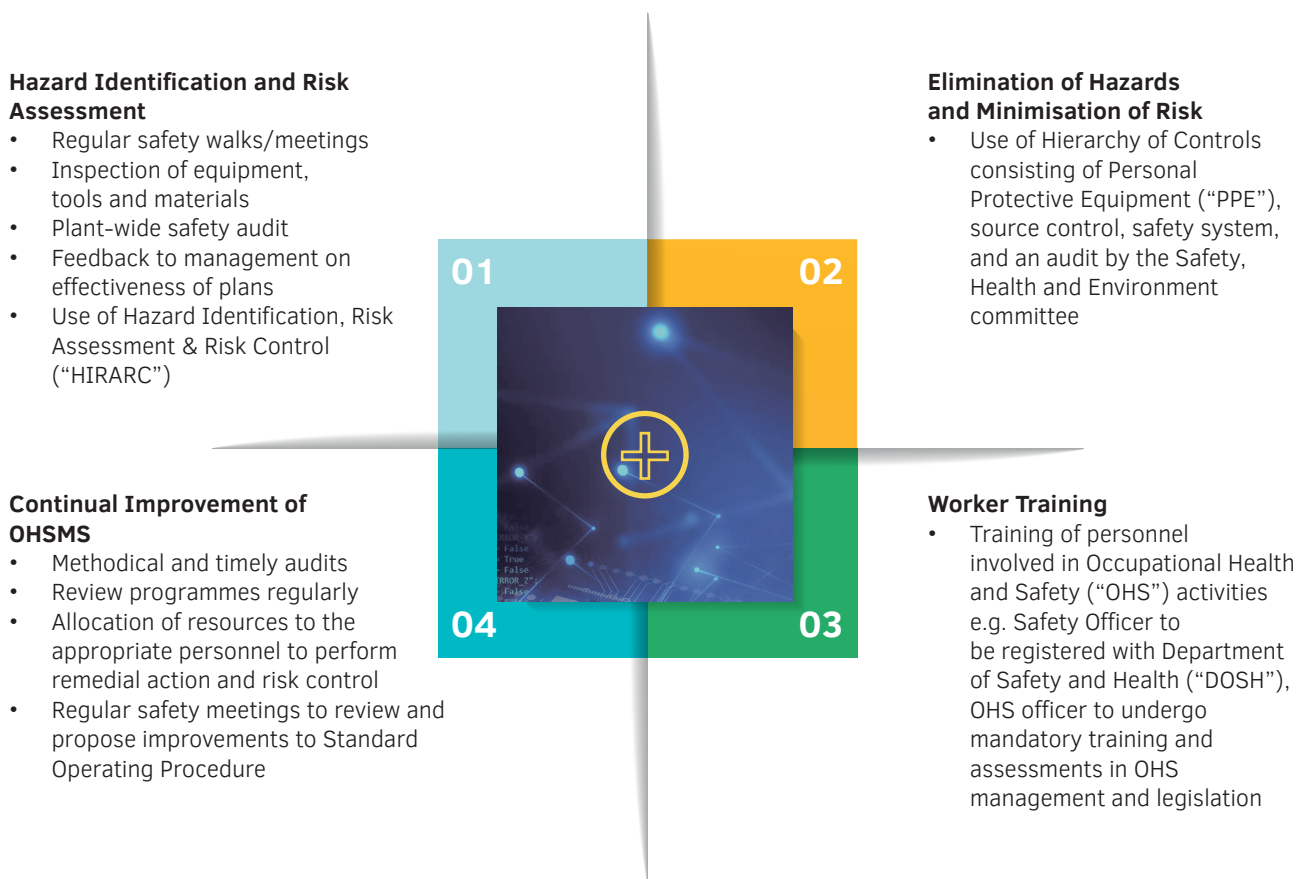 Hazard Identification and Risk
Assessment
• Regular safety walks/meetings
• Inspection of equipment,
tools and materials
• Plant-wide safety audit
• Feedback to management on
effectiveness of plans
• Use of Hazard Identification, Risk
Assessment & Risk Control
(“HIRARC”)
01
02
Elimination of Hazards
and Minimisation of Risk
• Use of Hierarchy of Controls
consisting of Personal
Protective Equipment (“PPE”),
source control, safety system,
and an audit by the Safety,
Health and Environment
committee
False
True
False
False
03
Worker Training
• Training of personnel
involved in Occupational Health
and Safety (“OHS”) activities
e.g. Safety Officer to
be registered with Department
of Safety and Health (“DOSH”),
OHS officer to undergo
mandatory training and
assessments in OHS
management and legislation
04
Continual Improvement of
OHSMS
• Methodical and timely audits
• Review programmes regularly
• Allocation of resources to the
appropriate personnel to perform
remedial action and risk control
• Regular safety meetings to review and
propose improvements to Standard
Operating Procedure